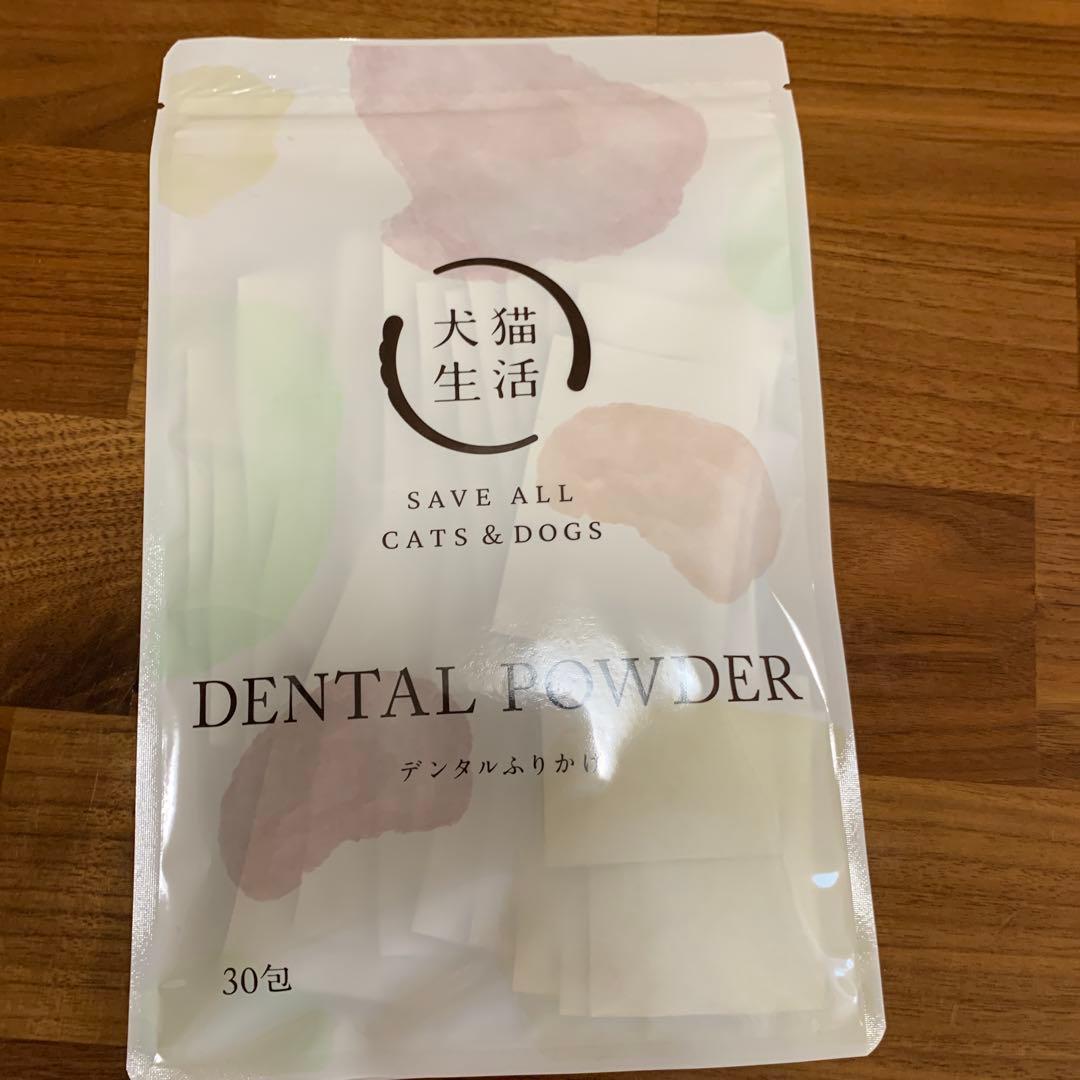 犬猫
生活
SAVE ALL
CATS & DOGS
DENTAL POWDER
デンタルふりかけ
30包